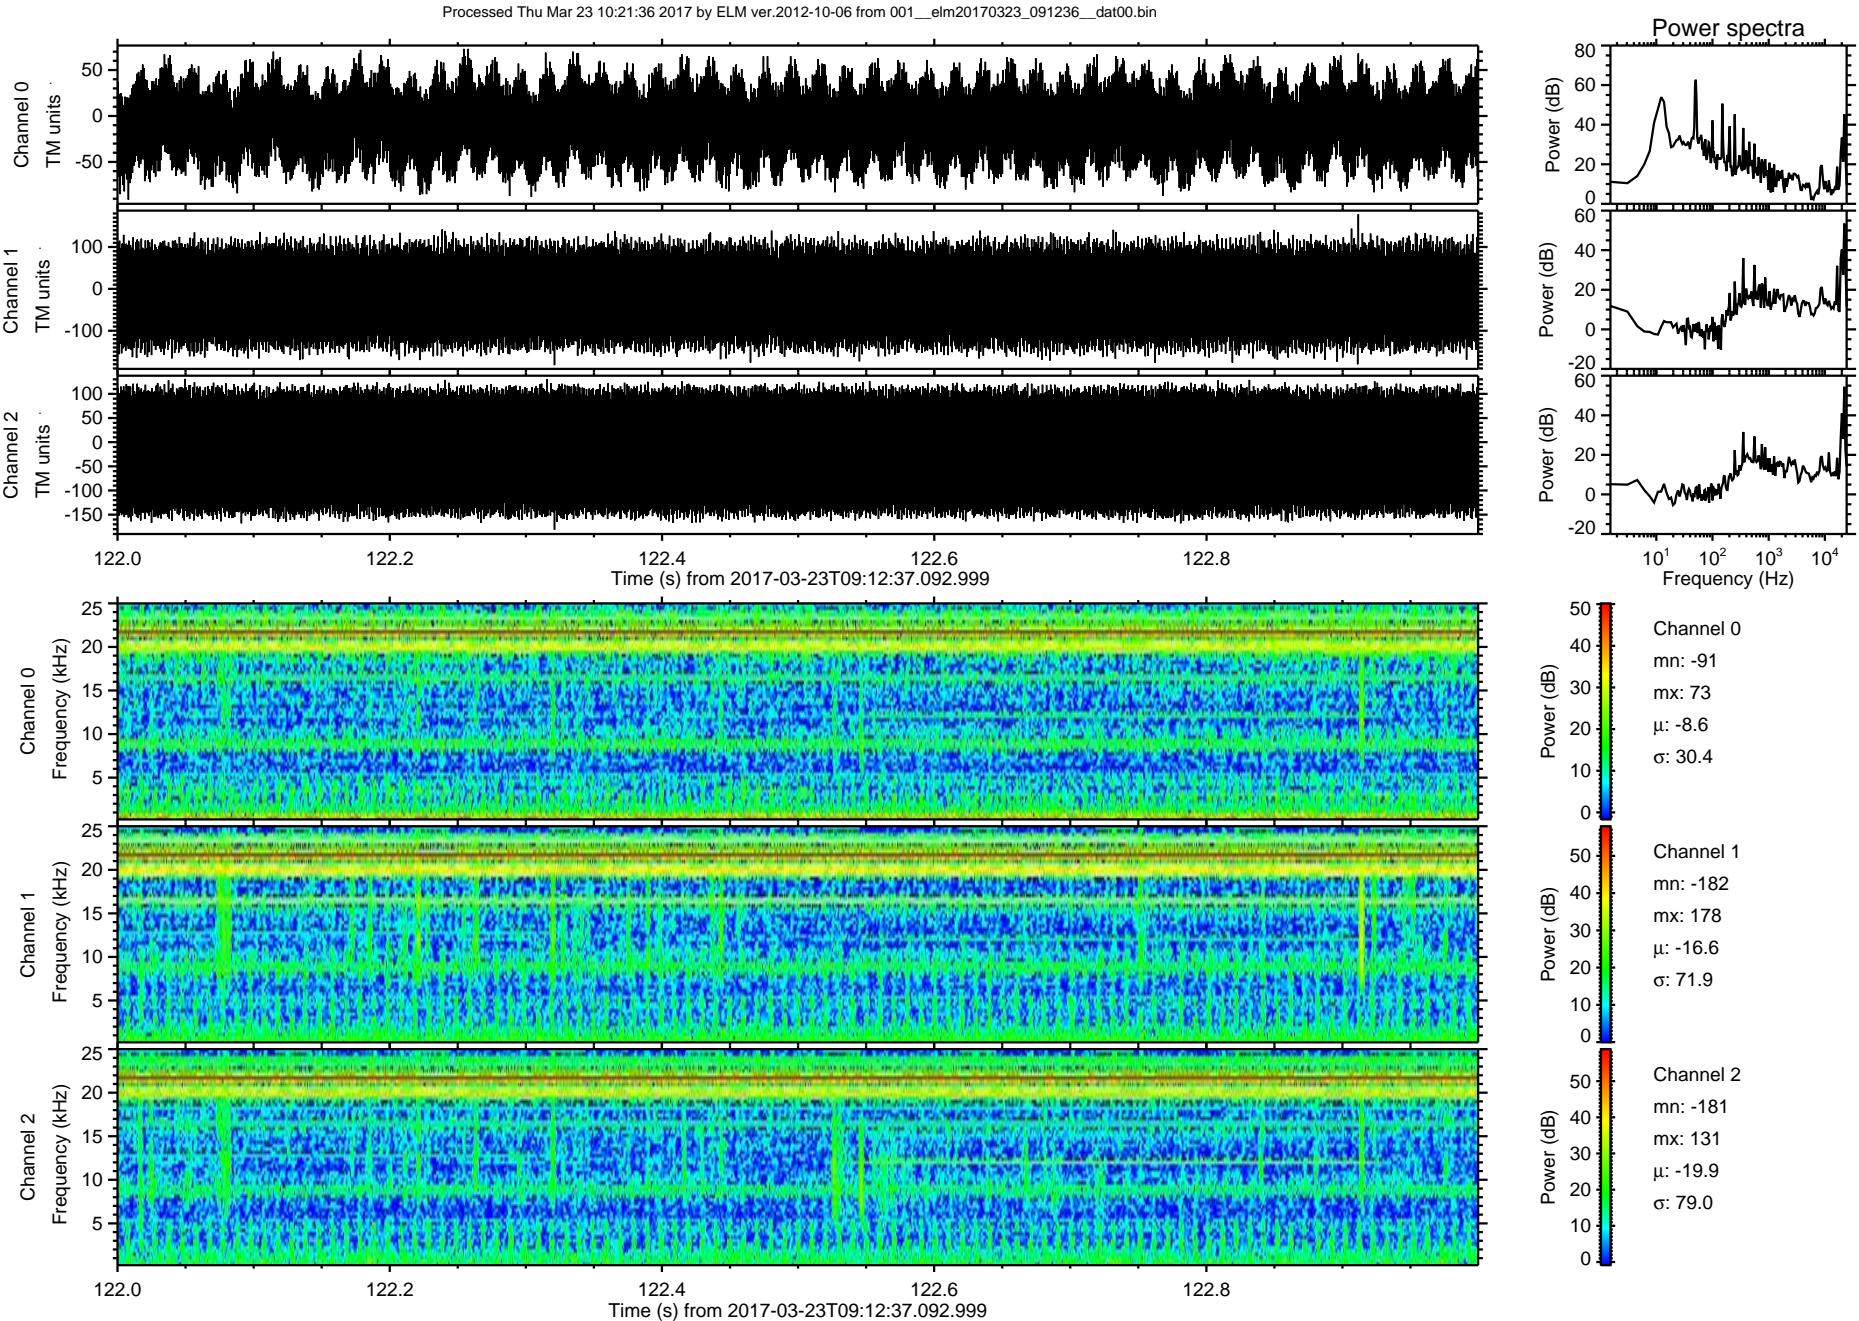 Processed Thu Mar 23 10:21:36 2017 by ELM ver.2012-10-06 from 001__elm20170323_091236__dat00.bin
Power spectra
Channel 0
TM units
50
0
-50
Power (dB)
80
60
40
20
0
Channel 1
TM units
100
0
-100
Power (dB)
60
40
20
0
-20
Channel 2
TM units
100
50
0
-50
-100
-150
Power (dB)
60
40
20
0
-20
122.0 122.2 122.4 122.6 122.8
Time (s) from 2017-03-23T09:12:37.092.999
10¹ 10² 10³ 10⁴
Frequency (Hz)
Channel 0
Frequency (kHz)
25
20
15
10
5
Power (dB)
50
40
30
20
10
0
Channel 0
mn: -91
mx: 73
μ: -8.6
σ: 30.4
Channel 1
Frequency (kHz)
25
20
15
10
5
Power (dB)
50
40
30
20
10
0
Channel 1
mn: -182
mx: 178
μ: -16.6
σ: 71.9
Channel 2
Frequency (kHz)
25
20
15
10
5
Power (dB)
50
40
30
20
10
0
Channel 2
mn: -181
mx: 131
μ: -19.9
σ: 79.0
122.0 122.2 122.4 122.6 122.8
Time (s) from 2017-03-23T09:12:37.092.999